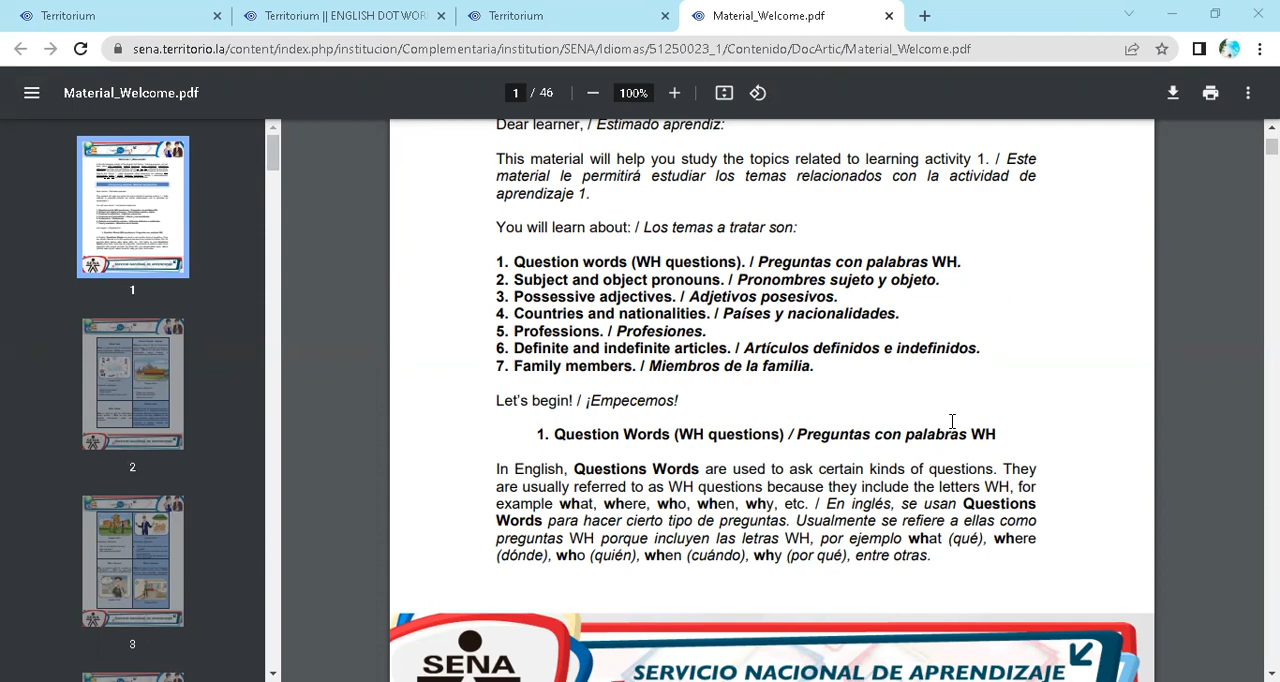 Territorium
Territorium || ENGLISH DOT WOR
Territorium
Material_Welcome.pdf
sena.territorio.la/content/index.php/institucion/Complementaria/institution/SENA/Idiomas/51250023_1/Contenido/DocArtic/Material_Welcome.pdf
Material_Welcome.pdf
1 / 46
100%
Dear learner, / Estimado aprendiz:
This material will help you study the topics related to learning activity 1. / Este
material le permitirá estudiar los temas relacionados con la actividad de
aprendizaje 1.
You will learn about: / Los temas a tratar son:
1. Question words (WH questions). / Preguntas con palabras WH.
2. Subject and object pronouns. / Pronombres sujeto y objeto.
3. Possessive adjectives. / Adjetivos posesivos.
4. Countries and nationalities. / Países y nacionalidades.
5. Professions. / Profesiones.
6. Definite and indefinite articles. / Artículos definidos e indefinidos.
7. Family members. / Miembros de la familia.
Let's begin! / ¡Empecemos!
1. Question Words (WH questions) / Preguntas con palabras WH
In English, Questions Words are used to ask certain kinds of questions. They
are usually referred to as WH questions because they include the letters WH, for
example what, where, who, when, why, etc. / En inglés, se usan Questions
Words para hacer cierto tipo de preguntas. Usualmente se refiere a ellas como
preguntas WH porque incluyen las letras WH, por ejemplo what (qué), where
(dónde), who (quién), when (cuándo), why (por qué), entre otras.
SENA
SERVICIO NACIONAL DE APRENDIZAJE
1
2
3